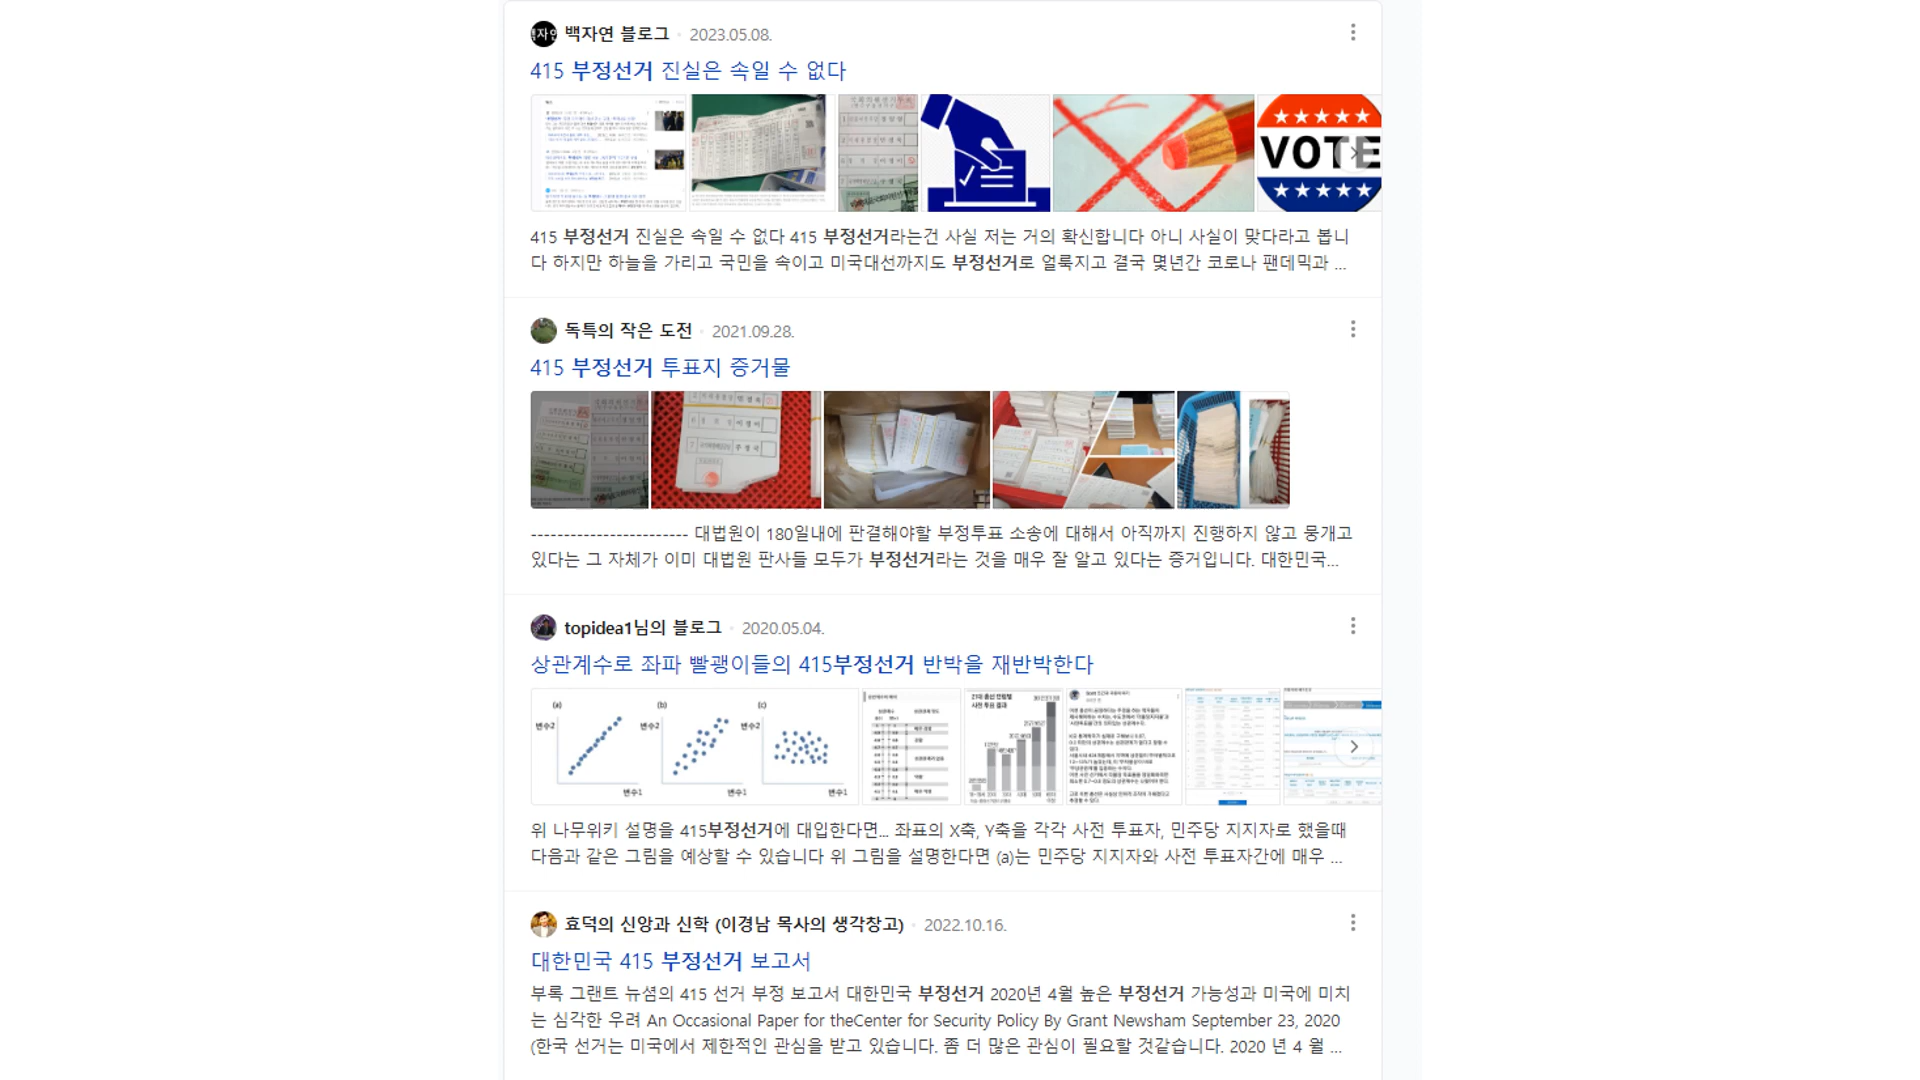 백자연 블로그 · 2023.05.08.
415 부정선거 진실은 속일 수 없다
VOTE
415 부정선거 진실은 속일 수 없다 415 부정선거라는건 사실 저는 거의 확신합니다 아니 사실이 맞다라고 봅니
다 하지만 하늘을 가리고 국민을 속이고 미국대선까지도 부정선거로 얼룩지고 결국 몇년간 코로나 팬데믹과 ...
독특의 작은 도전 · 2021.09.28.
415 부정선거 투표지 증거물
------------------------ 대법원이 180일내에 판결해야할 부정투표 소송에 대해서 아직까지 진행하지 않고 뭉개고
있다는 그 자체가 이미 대법원 판사들 모두가 부정선거라는 것을 매우 잘 알고 있다는 증거입니다. 대한민국...
topidea1님의 블로그 · 2020.05.04.
상관계수로 좌파 빨괭이들의 415부정선거 반박을 재반박한다
(a) (b) (c)
변수2 변수2 변수2
변수1 변수1 변수1
21대 총선 연령별
사전 투표 결과
위 나무위키 설명을 415부정선거에 대입한다면... 좌표의 X축, Y축을 각각 사전 투표자, 민주당 지지자로 했을때
다음과 같은 그림을 예상할 수 있습니다 위 그림을 설명한다면 (a)는 민주당 지지자와 사전 투표자간에 매우 ...
효덕의 신앙과 신학 (이경남 목사의 생각창고) · 2022.10.16.
대한민국 415 부정선거 보고서
부록 그랜트 뉴셤의 415 선거 부정 보고서 대한민국 부정선거 2020년 4월 높은 부정선거 가능성과 미국에 미치
는 심각한 우려 An Occasional Paper for theCenter for Security Policy By Grant Newsham September 23, 2020
(한국 선거는 미국에서 제한적인 관심을 받고 있습니다. 좀 더 많은 관심이 필요할 것같습니다. 2020 년 4 월 ...